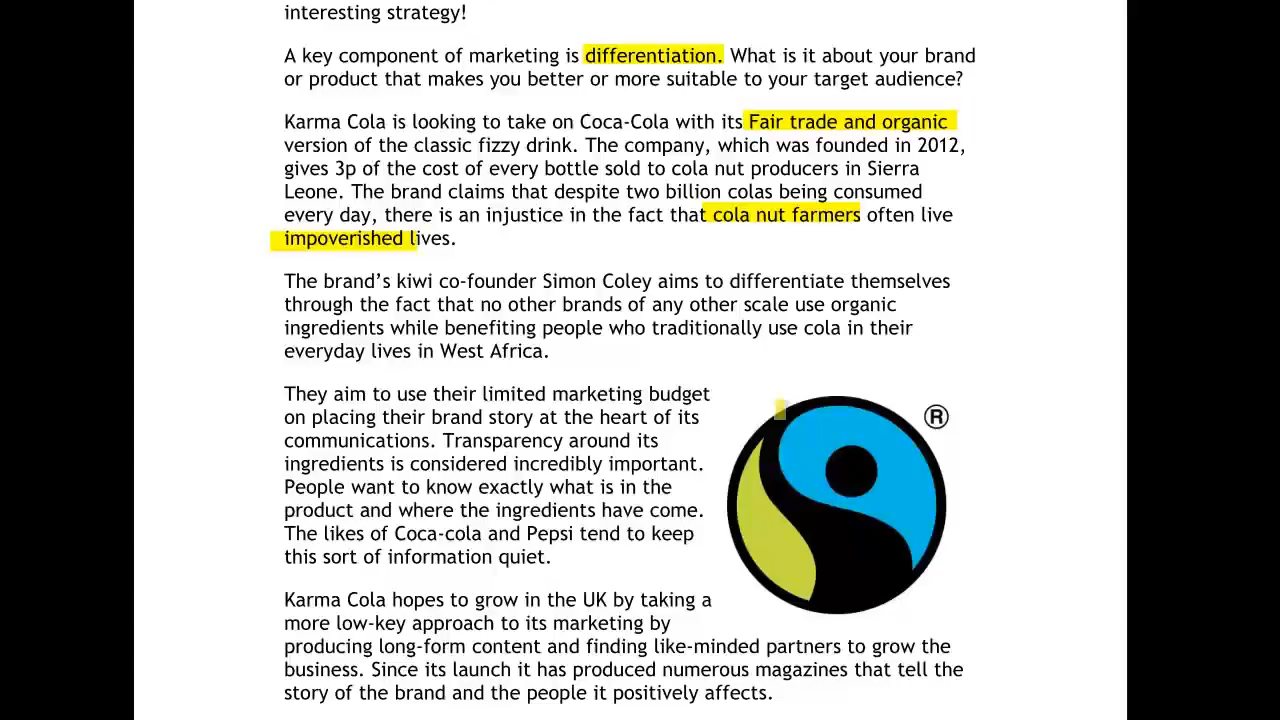 interesting strategy!
A key component of marketing is differentiation. What is it about your brand
or product that makes you better or more suitable to your target audience?
Karma Cola is looking to take on Coca-Cola with its Fair trade and organic
version of the classic fizzy drink. The company, which was founded in 2012,
gives 3p of the cost of every bottle sold to cola nut producers in Sierra
Leone. The brand claims that despite two billion colas being consumed
every day, there is an injustice in the fact that cola nut farmers often live
impoverished lives.
The brand’s kiwi co-founder Simon Coley aims to differentiate themselves
through the fact that no other brands of any other scale use organic
ingredients while benefiting people who traditionally use cola in their
everyday lives in West Africa.
They aim to use their limited marketing budget
on placing their brand story at the heart of its
communications. Transparency around its
ingredients is considered incredibly important.
People want to know exactly what is in the
product and where the ingredients have come.
The likes of Coca-cola and Pepsi tend to keep
this sort of information quiet.
®
Karma Cola hopes to grow in the UK by taking a
more low-key approach to its marketing by
producing long-form content and finding like-minded partners to grow the
business. Since its launch it has produced numerous magazines that tell the
story of the brand and the people it positively affects.